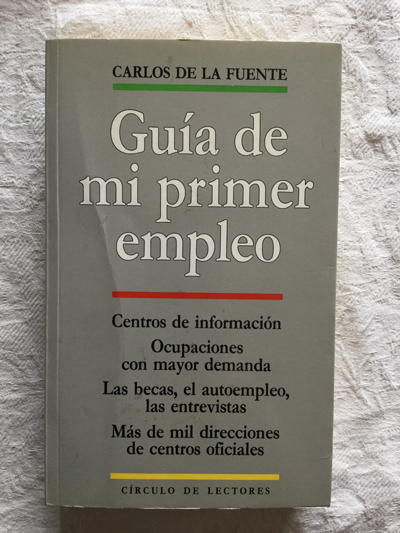 CARLOS DE LA FUENTE
Guía de
mi primer
empleo
Centros de información
Ocupaciones
con mayor demanda
Las becas, el autoempleo,
las entrevistas
Más de mil direcciones
de centros oficiales
CÍRCULO DE LECTORES